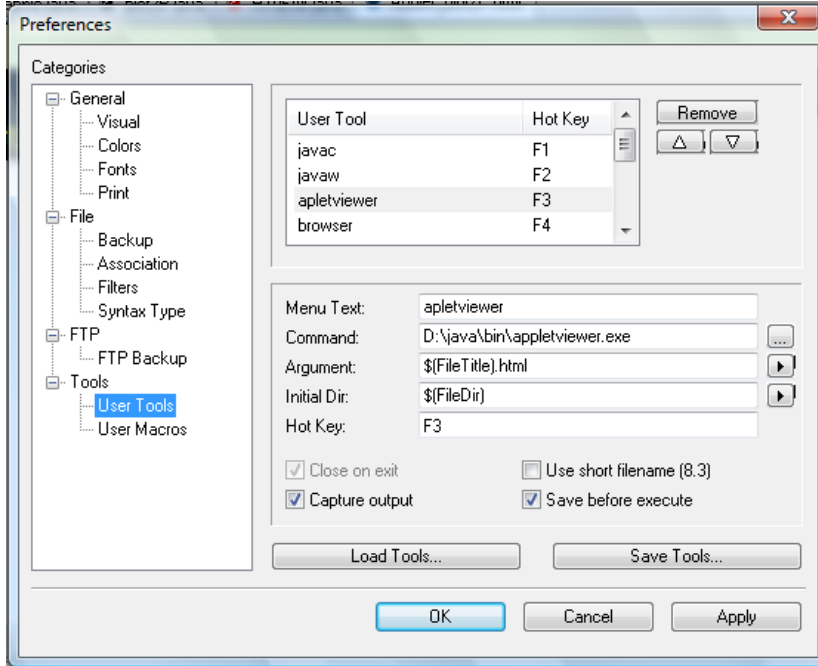 Preferences
Categories
General
Visual
Colors
Fonts
Print
File
Backup
Association
Filters
Syntax Type
FTP
FTP Backup
Tools
User Tools
User Macros
User Tool Hot Key
javac F1
javaw F2
apletviewer F3
browser F4
Remove
Menu Text: apletviewer
Command: D:\java\bin\appletviewer.exe ...
Argument: $(FileTitle).html
Initial Dir: $(FileDir)
Hot Key: F3
Close on exit Use short filename (8.3)
Capture output Save before execute
Load Tools... Save Tools...
OK Cancel Apply